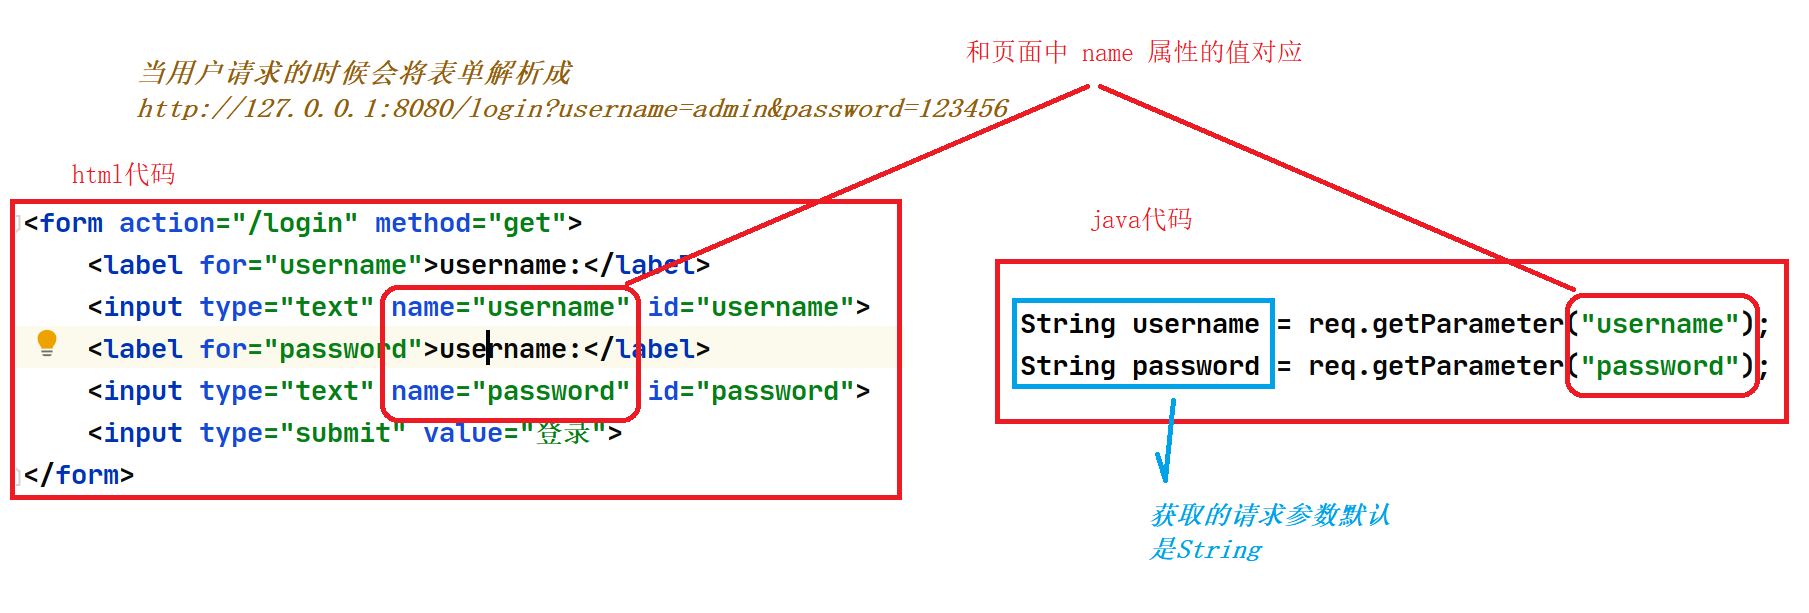 和页面中 name 属性的值对应
当用户请求的时候会将表单解析成
http://127.0.0.1:8080/login?username=admin&password=123456
html代码
<form action="/login" method="get">
<label for="username">username:</label>
<input type="text" name="username" id="username">
<label for="password">username:</label>
<input type="text" name="password" id="password">
<input type="submit" value="登录">
</form>
java代码
String username = req.getParameter("username");
String password = req.getParameter("password");
获取的请求参数默认
是String